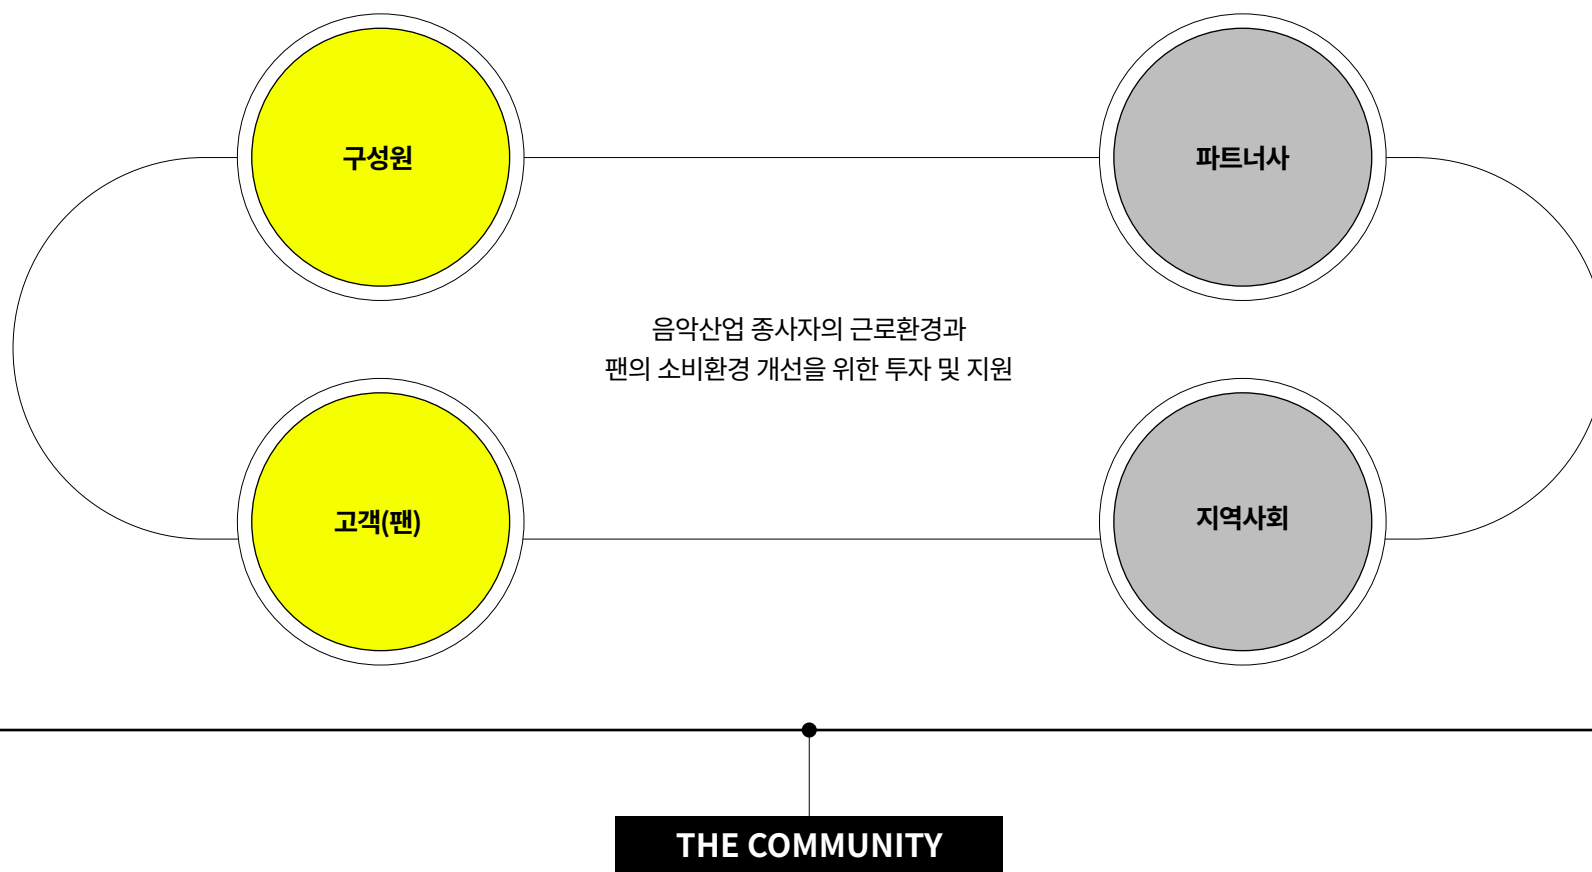 구성원
파트너사
음악산업 종사자의 근로환경과
팬의 소비환경 개선을 위한 투자 및 지원
고객(팬)
지역사회
THE COMMUNITY